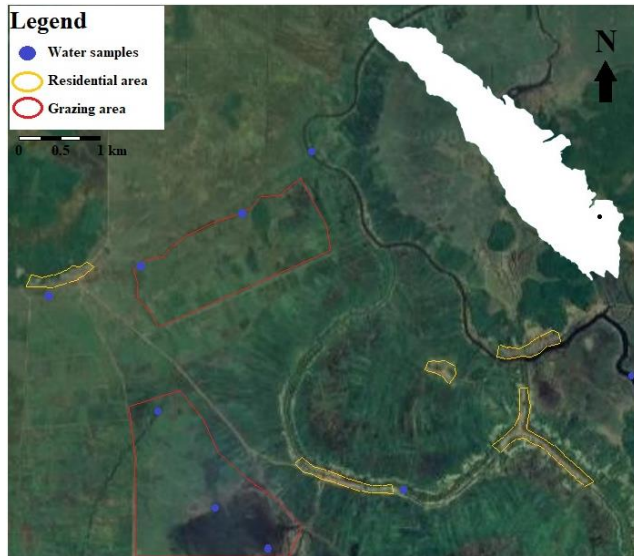 Legend
Water samples
Residential area
Grazing area
0 0,5 1 km
N